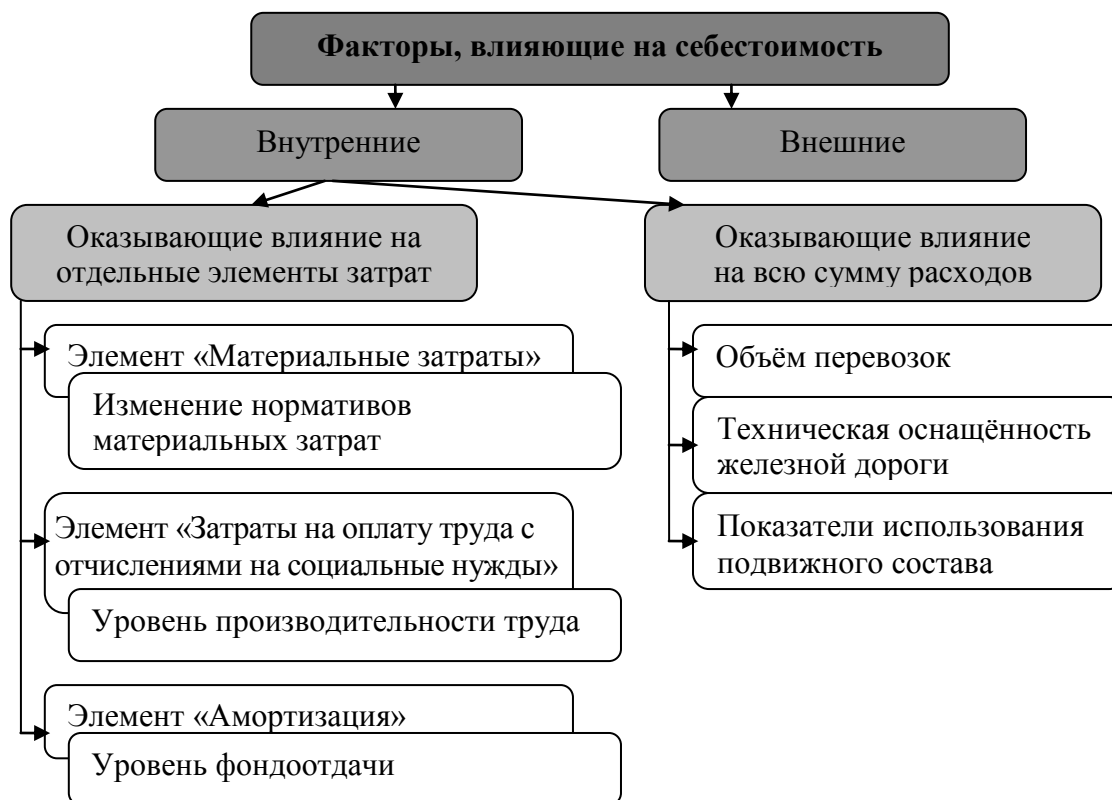 Факторы, влияющие на себестоимость
Внутренние
Внешние
Оказывающие влияние на
отдельные элементы затрат
Оказывающие влияние
на всю сумму расходов
Элемент «Материальные затраты»
Изменение нормативов
материальных затрат
Элемент «Затраты на оплату труда с
отчислениями на социальные нужды»
Уровень производительности труда
Элемент «Амортизация»
Уровень фондоотдачи
Объём перевозок
Техническая оснащённость
железной дороги
Показатели использования
подвижного состава